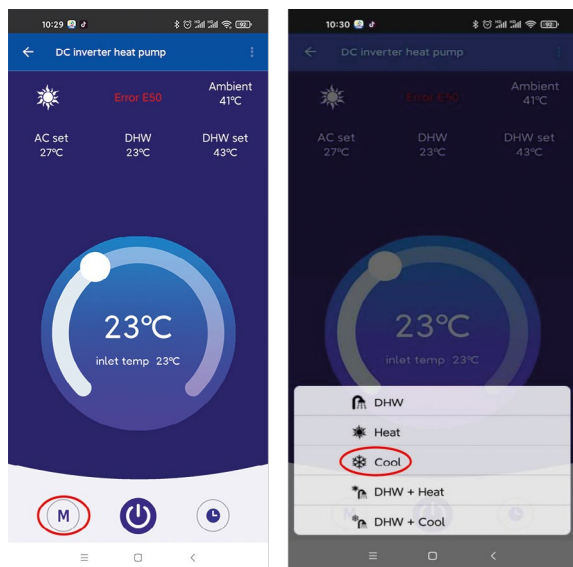 10:29
92
DC inverter heat pump
Error E50
Ambient
41℃
AC set
27℃
DHW
23℃
DHW set
43℃
23℃
inlet temp 23℃
M
10:30
92
DC inverter heat pump
Error E50
Ambient
41℃
AC set
27℃
DHW
23℃
DHW set
43℃
23℃
inlet temp 23℃
DHW
Heat
Cool
DHW + Heat
DHW + Cool
M